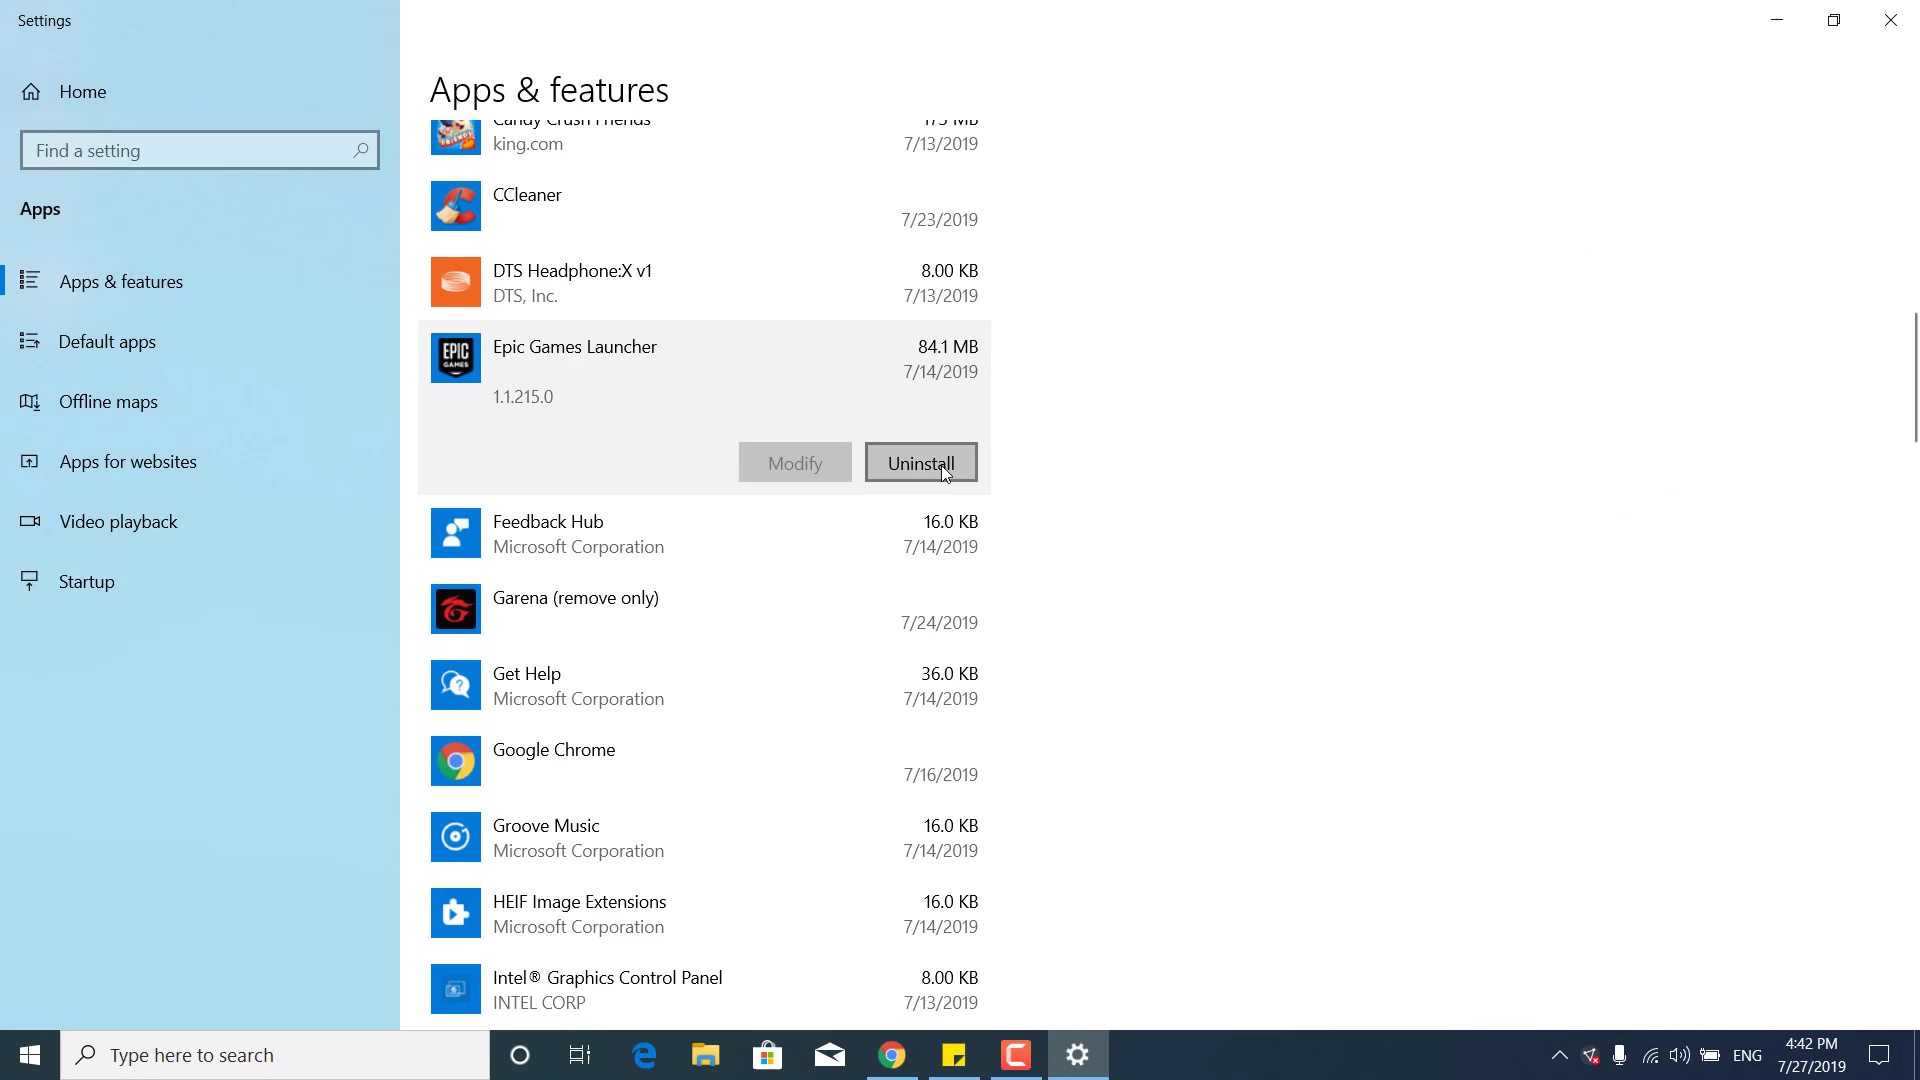 Settings
Home
Find a setting
Apps
Apps & features
Default apps
Offline maps
Apps for websites
Video playback
Startup
Apps & features
Candy Crush Friends 175 MB
king.com 7/13/2019
CCleaner
7/23/2019
DTS Headphone:X v1 8.00 KB
DTS, Inc. 7/13/2019
EPIC GAMES
Epic Games Launcher 84.1 MB
7/14/2019
1.1.215.0
Modify Uninstall
Feedback Hub 16.0 KB
Microsoft Corporation 7/14/2019
Garena (remove only)
7/24/2019
Get Help 36.0 KB
Microsoft Corporation 7/14/2019
Google Chrome
7/16/2019
Groove Music 16.0 KB
Microsoft Corporation 7/14/2019
HEIF Image Extensions 16.0 KB
Microsoft Corporation 7/14/2019
Intel® Graphics Control Panel 8.00 KB
INTEL CORP 7/13/2019
Type here to search
ENG
4:42 PM
7/27/2019